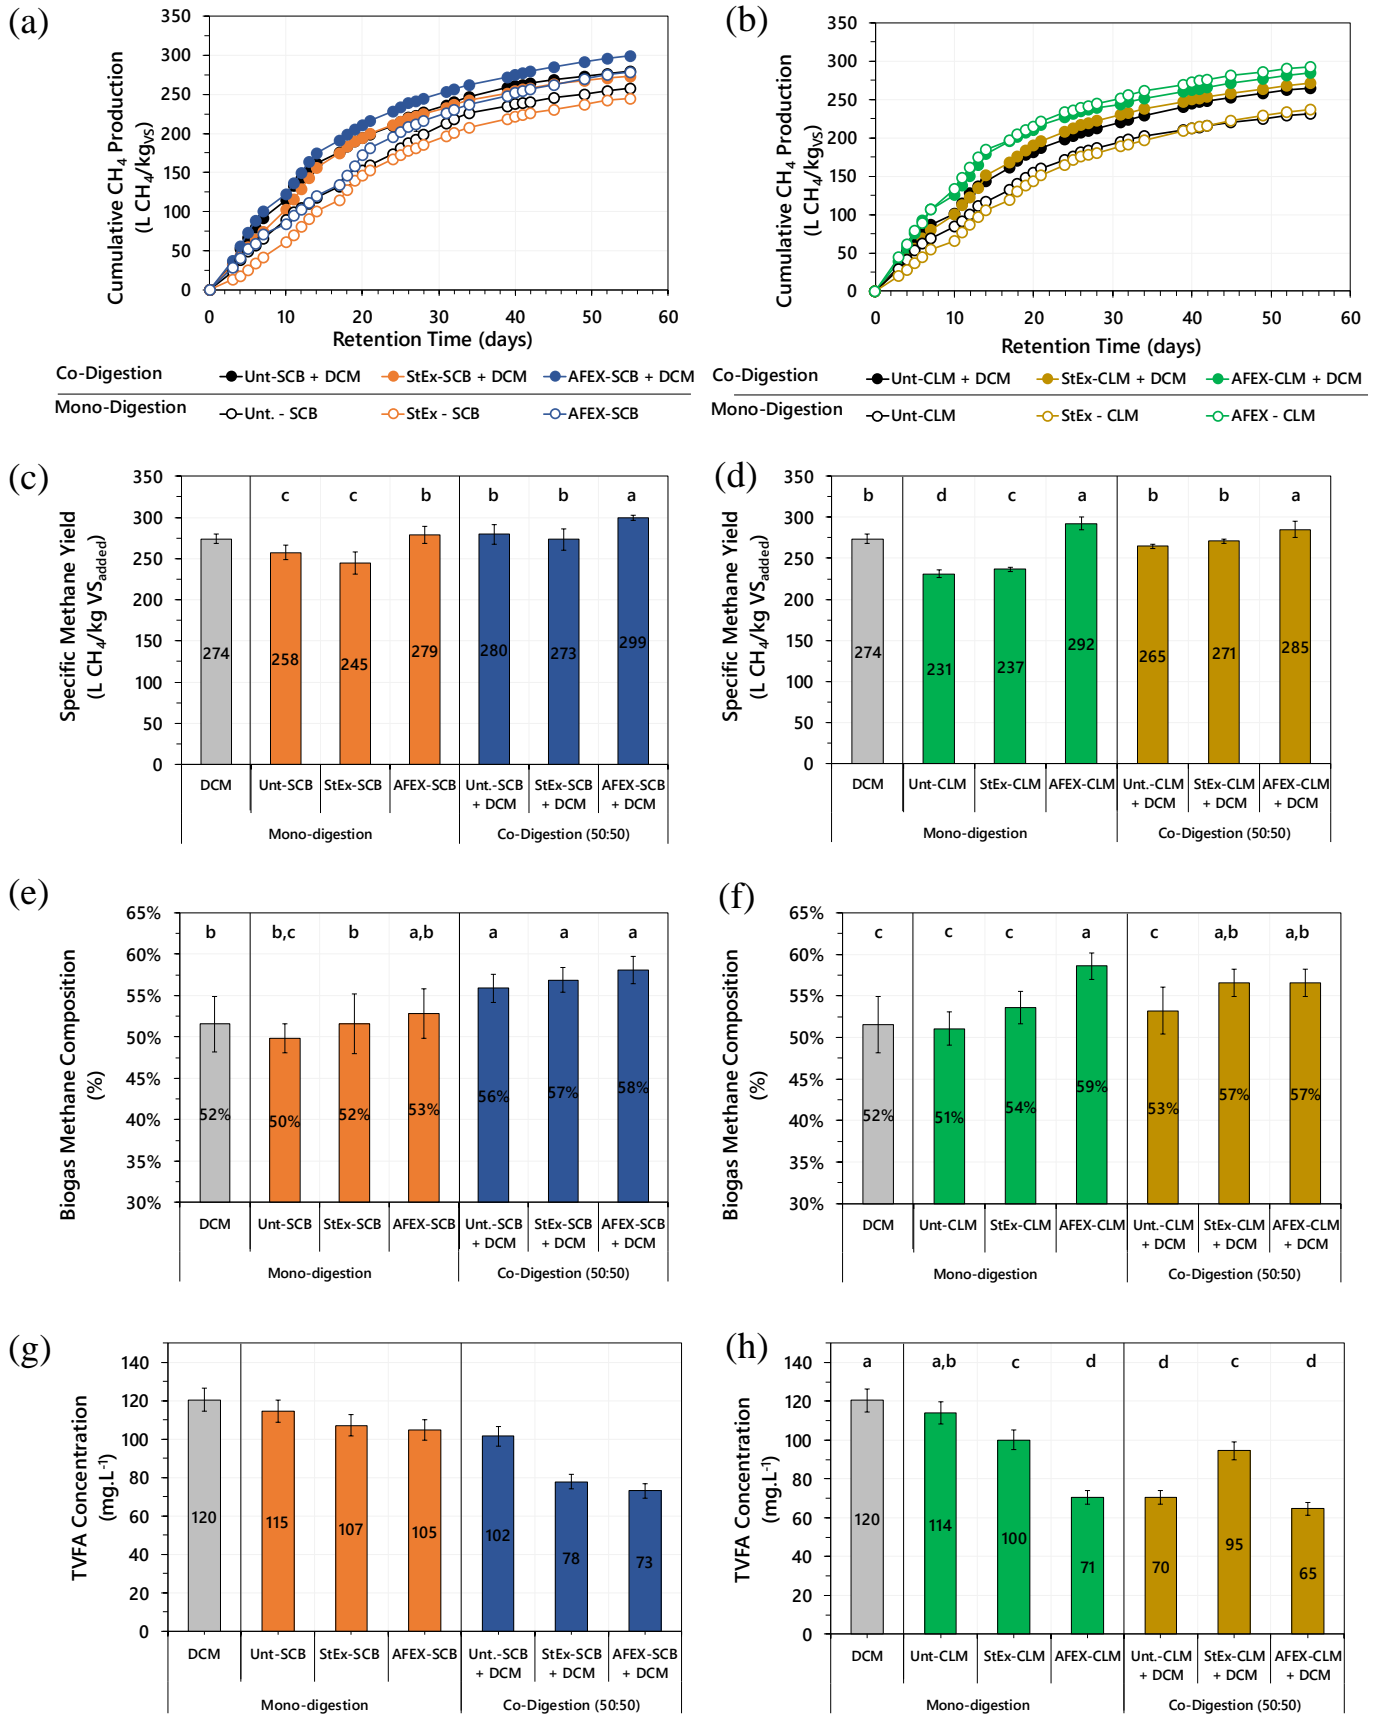 (a)
350
300
250
200
150
100
50
0
Cumulative CH4 Production
(L CH4/kgVS)
0 10 20 30 40 50 60
Retention Time (days)
Co-Digestion Unt-SCB + DCM StEx-SCB + DCM AFEX-SCB + DCM
Mono-Digestion Unt. - SCB StEx - SCB AFEX-SCB
(b)
350
300
250
200
150
100
50
0
Cumulative CH4 Production
(L CH4/kgVS)
0 10 20 30 40 50 60
Retention Time (days)
Co-Digestion Unt-CLM + DCM StEx-CLM + DCM AFEX-CLM + DCM
Mono-Digestion Unt-CLM StEx - CLM AFEX - CLM
(c)
350
300
250
200
150
100
50
0
Specific Methane Yield
(L CH4/kg VSadded)
c c b b b a
274 258 245 279 280 273 299
DCM Unt-SCB StEx-SCB AFEX-SCB Unt.-SCB StEx-SCB AFEX-SCB
+ DCM + DCM + DCM
Mono-digestion Co-Digestion (50:50)
(d)
350
300
250
200
150
100
50
0
Specific Methane Yield
(L CH4/kg VSadded)
b d c a b b a
274 231 237 292 265 271 285
DCM Unt-CLM StEx-CLM AFEX-CLM Unt.-CLM StEx-CLM AFEX-CLM
+ DCM + DCM + DCM
Mono-digestion Co-Digestion (50:50)
(e)
65%
60%
55%
50%
45%
40%
35%
30%
Biogas Methane Composition
(%)
b b,c b a,b a a a
52% 50% 52% 53% 56% 57% 58%
DCM Unt-SCB StEx-SCB AFEX-SCB Unt.-SCB StEx-SCB AFEX-SCB
+ DCM + DCM + DCM
Mono-digestion Co-Digestion (50:50)
(f)
65%
60%
55%
50%
45%
40%
35%
30%
Biogas Methane Composition
(%)
c c c a c a,b a,b
52% 51% 54% 59% 53% 57% 57%
DCM Unt-CLM StEx-CLM AFEX-CLM Unt.-CLM StEx-CLM AFEX-CLM
+ DCM + DCM + DCM
Mono-digestion Co-Digestion (50:50)
(g)
140
120
100
80
60
40
20
0
TVFA Concentration
(mg.L-1)
120 115 107 105 102 78 73
DCM Unt-SCB StEx-SCB AFEX-SCB Unt.-SCB StEx-SCB AFEX-SCB
+ DCM + DCM + DCM
Mono-digestion Co-Digestion (50:50)
(h)
140
120
100
80
60
40
20
0
TVFA Concentration
(mg.L-1)
a a,b c d d c d
120 114 100 71 70 95 65
DCM Unt-CLM StEx-CLM AFEX-CLM Unt.-CLM StEx-CLM AFEX-CLM
+ DCM + DCM + DCM
Mono-digestion Co-Digestion (50:50)